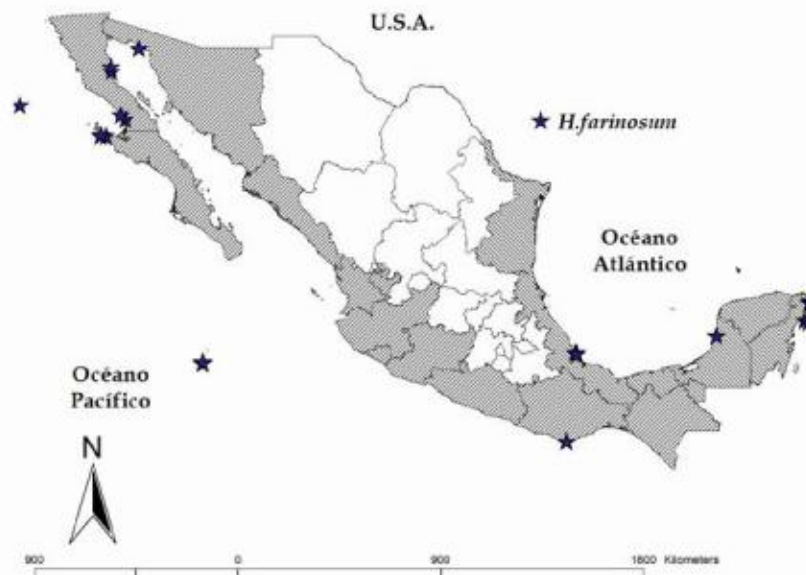 U.S.A.
H.farinosum
Océano
Atlántico
Océano
Pacífico
N
900 0 900 1800 Kilometers